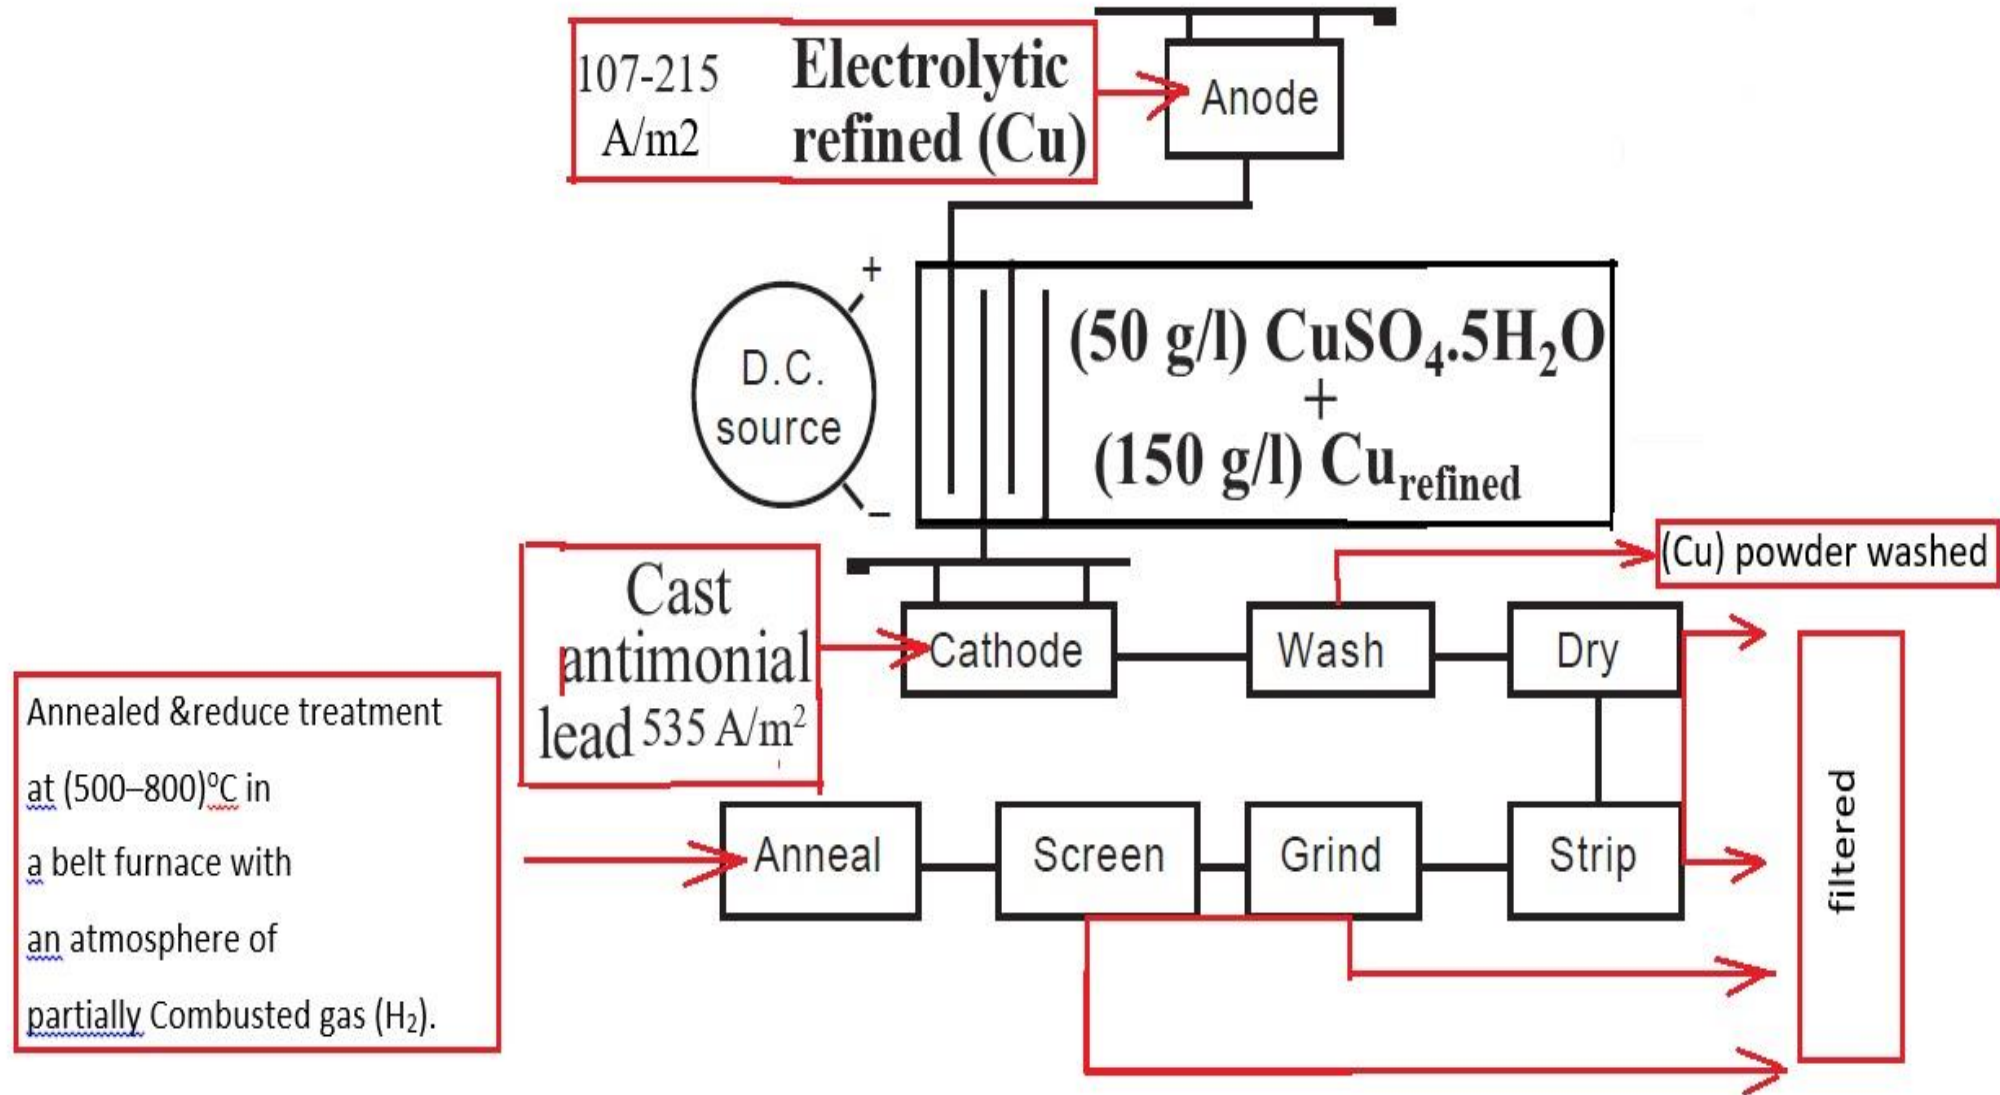 107-215
A/m2
Electrolytic
refined (Cu)
Anode
+
D.C.
source
−
(50 g/l) CuSO₄.5H₂O
+
(150 g/l) Cu_refined
(Cu) powder washed
Cast
antimonial
lead 535 A/m²
Cathode
Wash
Dry
Annealed &reduce treatment
at (500–800)⁰C in
a belt furnace with
an atmosphere of
partially Combusted gas (H₂).
Anneal
Screen
Grind
Strip
filtered